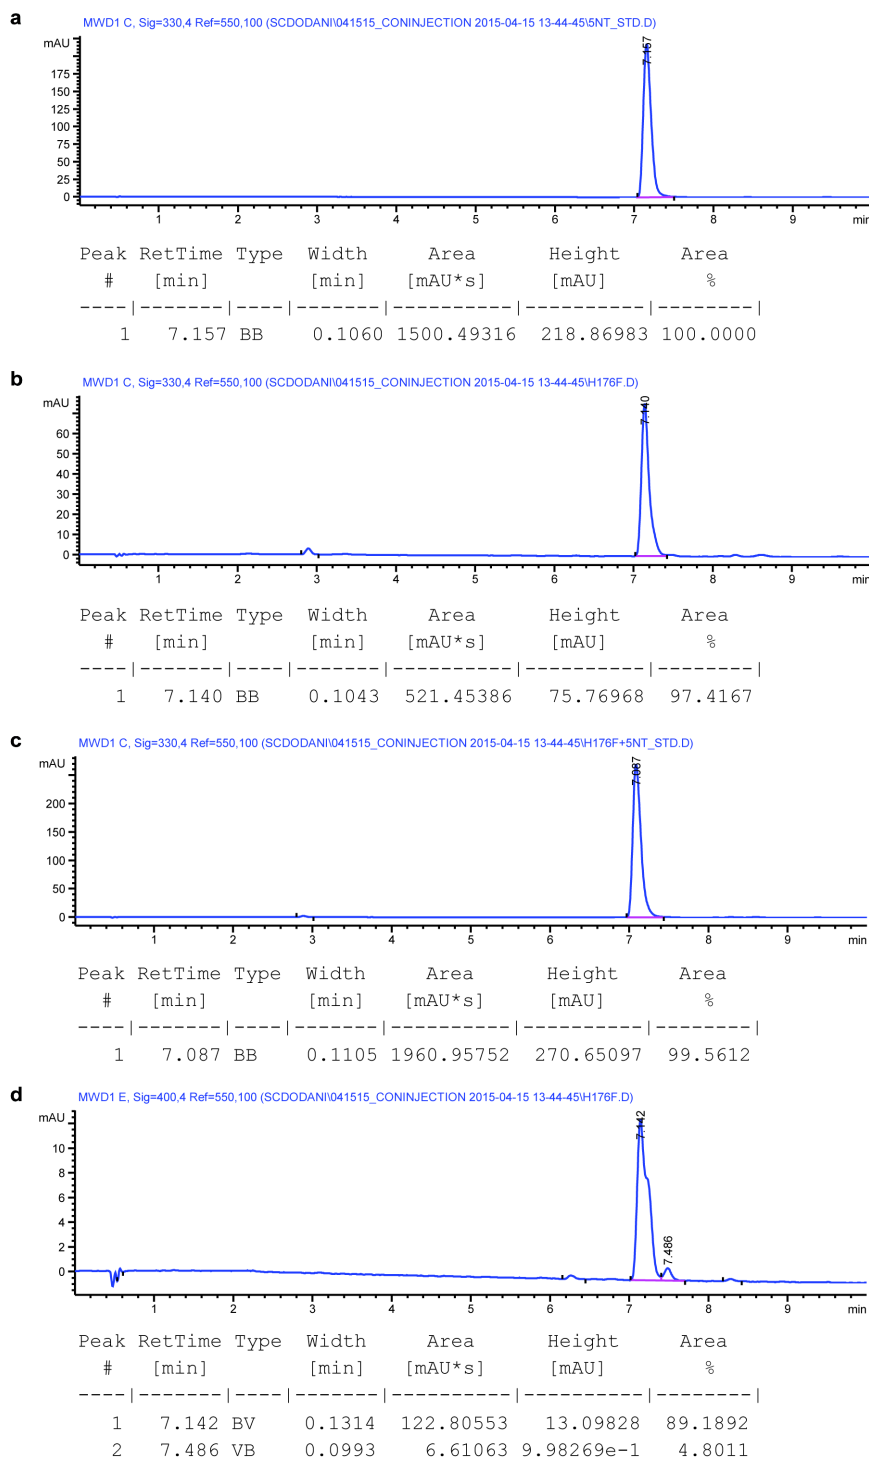 a
MWD1 C, Sig=330,4 Ref=550,100 (SCDODANI\041515_CONINJECTION 2015-04-15 13-44-45\5NT_STD.D)
mAU
7.157
175
150
125
100
75
50
25
0
1 2 3 4 5 6 7 8 9 min
Peak RetTime Type Width Area Height Area
# [min] [min] [mAU*s] [mAU] %
----|-------|----|-------|----------|----------|--------|
1 7.157 BB 0.1060 1500.49316 218.86983 100.0000
b
MWD1 C, Sig=330,4 Ref=550,100 (SCDODANI\041515_CONINJECTION 2015-04-15 13-44-45\H176F.D)
mAU
7.140
60
50
40
30
20
10
0
1 2 3 4 5 6 7 8 9 min
Peak RetTime Type Width Area Height Area
# [min] [min] [mAU*s] [mAU] %
----|-------|----|-------|----------|----------|--------|
1 7.140 BB 0.1043 521.45386 75.76968 97.4167
c
MWD1 C, Sig=330,4 Ref=550,100 (SCDODANI\041515_CONINJECTION 2015-04-15 13-44-45\H176F+5NT_STD.D)
mAU
7.087
200
150
100
50
0
1 2 3 4 5 6 7 8 9 min
Peak RetTime Type Width Area Height Area
# [min] [min] [mAU*s] [mAU] %
----|-------|----|-------|----------|----------|--------|
1 7.087 BB 0.1105 1960.95752 270.65097 99.5612
d
MWD1 E, Sig=400,4 Ref=550,100 (SCDODANI\041515_CONINJECTION 2015-04-15 13-44-45\H176F.D)
mAU
7.142
10
8
6
4
7.486
2
0
1 2 3 4 5 6 7 8 9 min
Peak RetTime Type Width Area Height Area
# [min] [min] [mAU*s] [mAU] %
----|-------|----|-------|----------|----------|--------|
1 7.142 BV 0.1314 122.80553 13.09828 89.1892
2 7.486 VB 0.0993 6.61063 9.98269e-1 4.8011